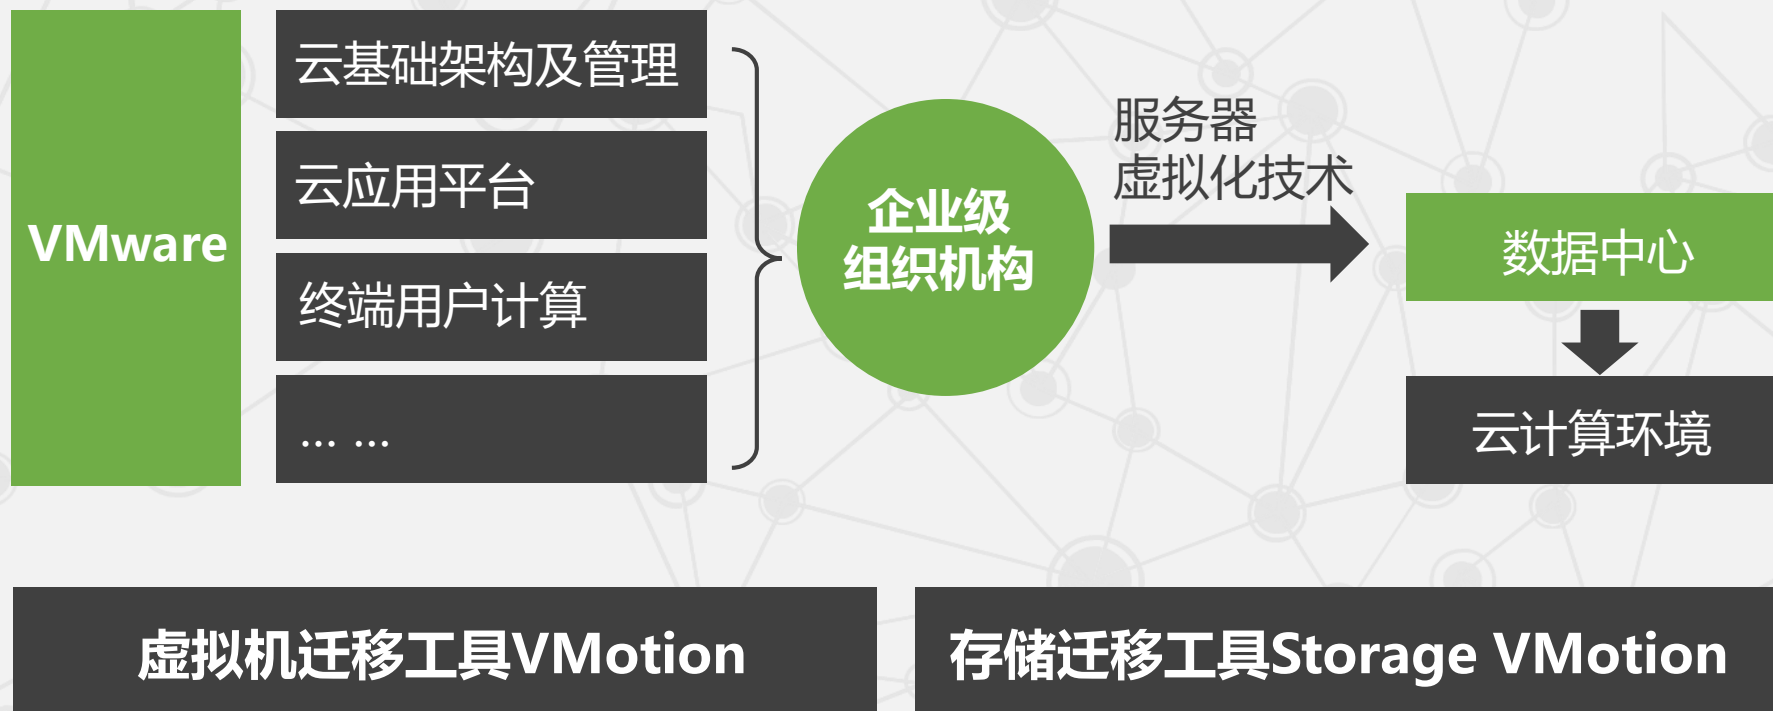 VMware
云基础架构及管理
云应用平台
终端用户计算
... ...
企业级
组织机构
服务器
虚拟化技术
数据中心
云计算环境
虚拟机迁移工具VMotion
存储迁移工具Storage VMotion